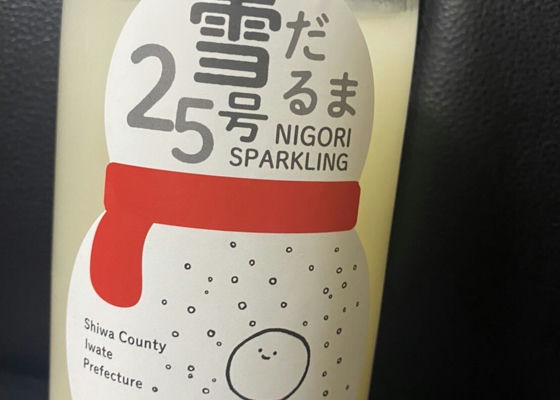 雪だるま
25号
NIGORI
SPARKLING
Shiwa County
Iwate
Prefecture